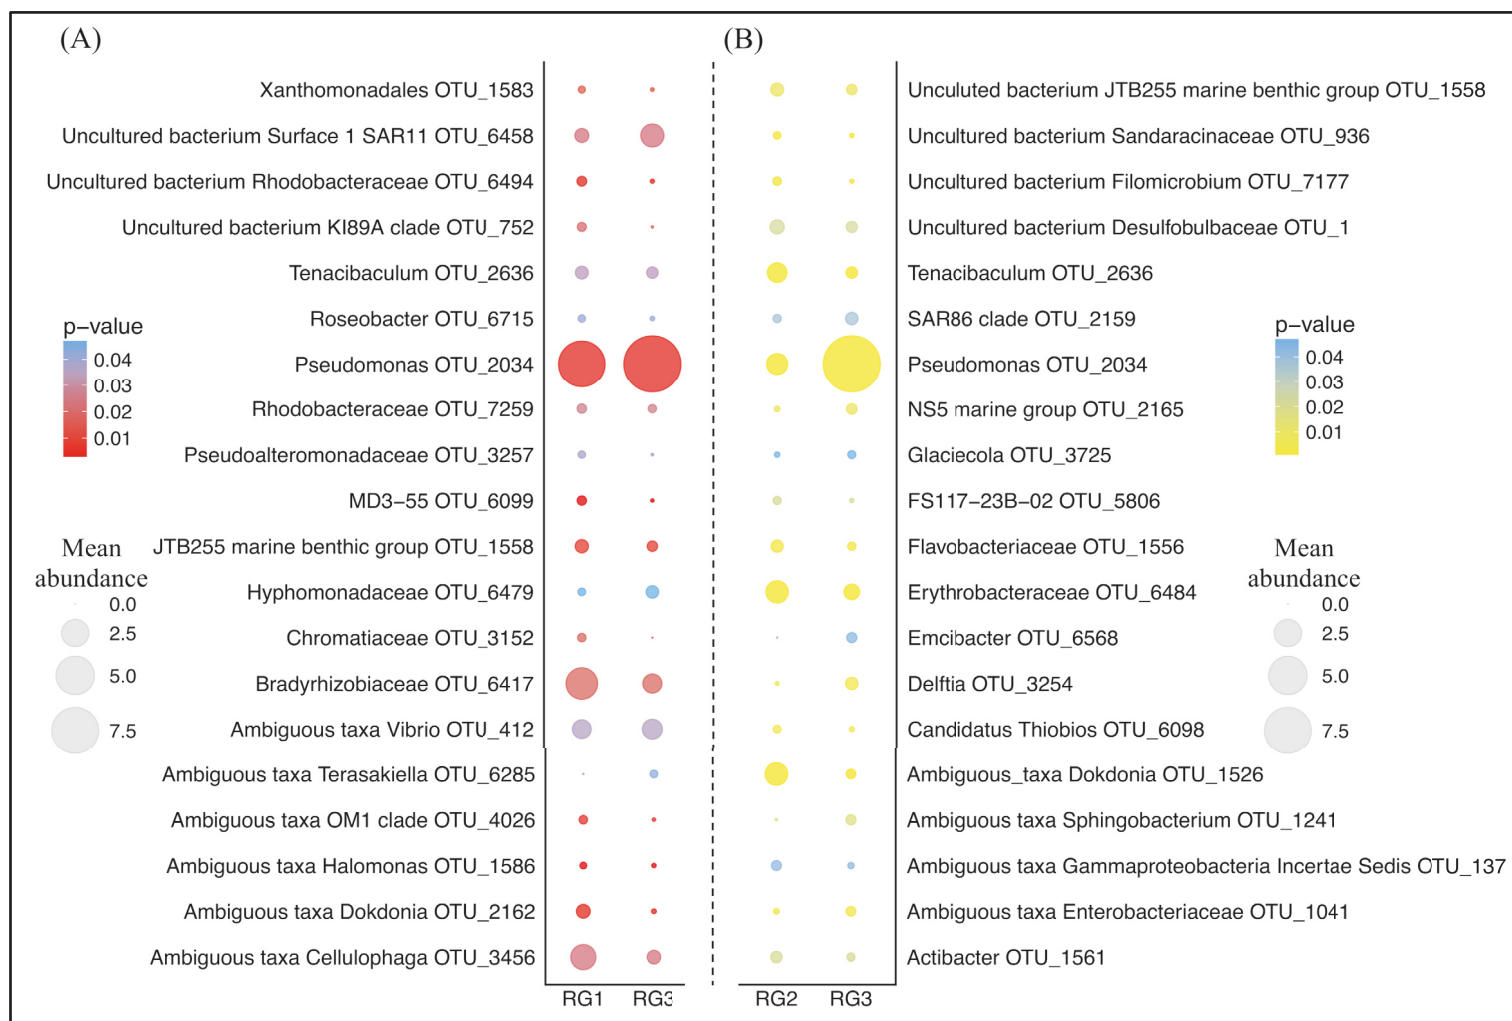 (A)
(B)
Xanthomonadales OTU_1583
Uncultured bacterium Surface 1 SAR11 OTU_6458
Uncultured bacterium Rhodobacteraceae OTU_6494
Uncultured bacterium KI89A clade OTU_752
Tenacibaculum OTU_2636
Roseobacter OTU_6715
Pseudomonas OTU_2034
Rhodobacteraceae OTU_7259
Pseudoalteromonadaceae OTU_3257
MD3-55 OTU_6099
JTB255 marine benthic group OTU_1558
Hyphomonadaceae OTU_6479
Chromatiaceae OTU_3152
Bradyrhizobiaceae OTU_6417
Ambiguous taxa Vibrio OTU_412
Ambiguous taxa Terasakiella OTU_6285
Ambiguous taxa OM1 clade OTU_4026
Ambiguous taxa Halomonas OTU_1586
Ambiguous taxa Dokdonia OTU_2162
Ambiguous taxa Cellulophaga OTU_3456
p-value
0.04
0.03
0.02
0.01
Mean
abundance
0.0
2.5
5.0
7.5
RG1
RG3
RG2
RG3
Unculuted bacterium JTB255 marine benthic group OTU_1558
Uncultured bacterium Sandaracinaceae OTU_936
Uncultured bacterium Filomicrobium OTU_7177
Uncultured bacterium Desulfobulbaceae OTU_1
Tenacibaculum OTU_2636
SAR86 clade OTU_2159
Pseudomonas OTU_2034
NS5 marine group OTU_2165
Glaciecola OTU_3725
FS117-23B-02 OTU_5806
Flavobacteriaceae OTU_1556
Erythrobacteraceae OTU_6484
Emcibacter OTU_6568
Delftia OTU_3254
Candidatus Thiobios OTU_6098
Ambiguous_taxa Dokdonia OTU_1526
Ambiguous taxa Sphingobacterium OTU_1241
Ambiguous taxa Gammaproteobacteria Incertae Sedis OTU_137
Ambiguous taxa Enterobacteriaceae OTU_1041
Actibacter OTU_1561
p-value
0.04
0.03
0.02
0.01
Mean
abundance
0.0
2.5
5.0
7.5